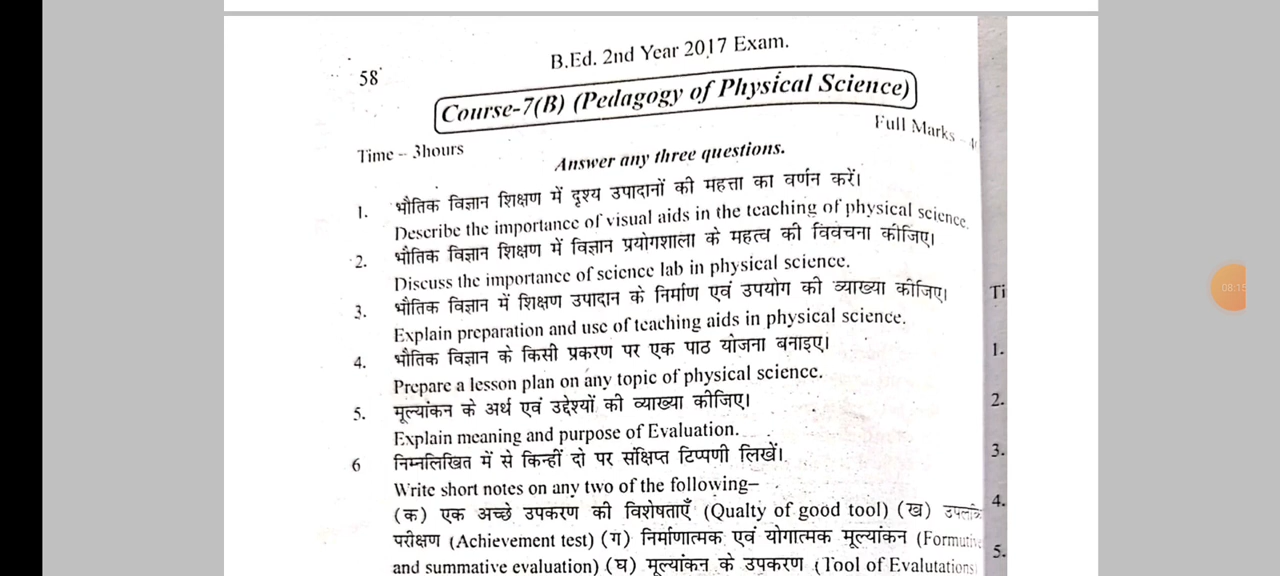 58
B.Ed. 2nd Year 2017 Exam.
Course-7(B) (Pedagogy of Physical Science)
Full Marks –
Time – 3hours
Answer any three questions.
1. भौतिक विज्ञान शिक्षण में दृश्य उपादानों की महत्ता का वर्णन करें।
Describe the importance of visual aids in the teaching of physical science.
2. भौतिक विज्ञान शिक्षण में विज्ञान प्रयोगशाला के महत्व की विवेचना कीजिए।
Discuss the importance of science lab in physical science.
3. भौतिक विज्ञान में शिक्षण उपादान के निर्माण एवं उपयोग की व्याख्या कीजिए।
Explain preparation and use of teaching aids in physical science.
4. भौतिक विज्ञान के किसी प्रकरण पर एक पाठ योजना बनाइए।
Prepare a lesson plan on any topic of physical science.
5. मूल्यांकन के अर्थ एवं उद्देश्यों की व्याख्या कीजिए।
Explain meaning and purpose of Evaluation.
6 निम्नलिखित में से किन्हीं दो पर संक्षिप्त टिप्पणी लिखें।
Write short notes on any two of the following–
(क) एक अच्छे उपकरण की विशेषताएँ (Qualty of good tool) (ख)
परीक्षण (Achievement test) (ग) निर्माणात्मक एवं योगात्मक मूल्यांकन
and summative evaluation) (घ) मूल्यांकन के उपकरण (Tool of Evalutations
Ti
1.
2.
3.
4.
5.
08:15